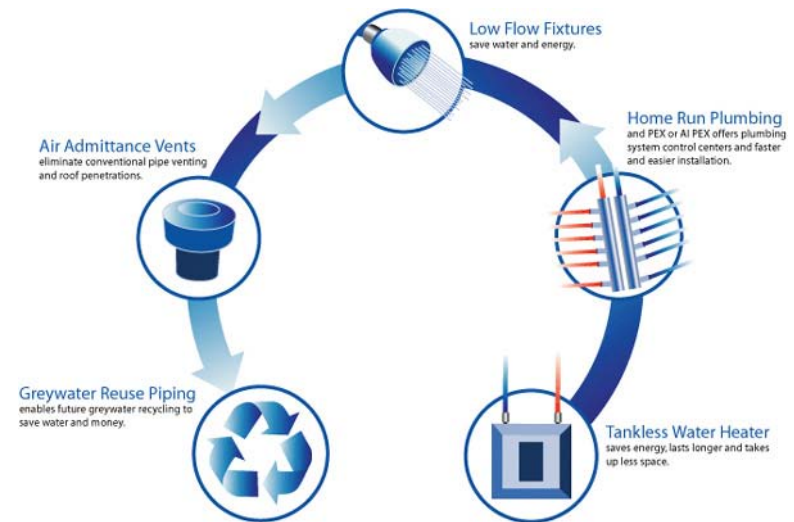 Low Flow Fixtures
save water and energy.
Home Run Plumbing
and PEX or Al PEX offers plumbing
system control centers and faster
and easier installation.
Air Admittance Vents
eliminate conventional pipe venting
and roof penetrations.
Greywater Reuse Piping
enables future greywater recycling to
save water and money.
Tankless Water Heater
saves energy, lasts longer and takes
up less space.